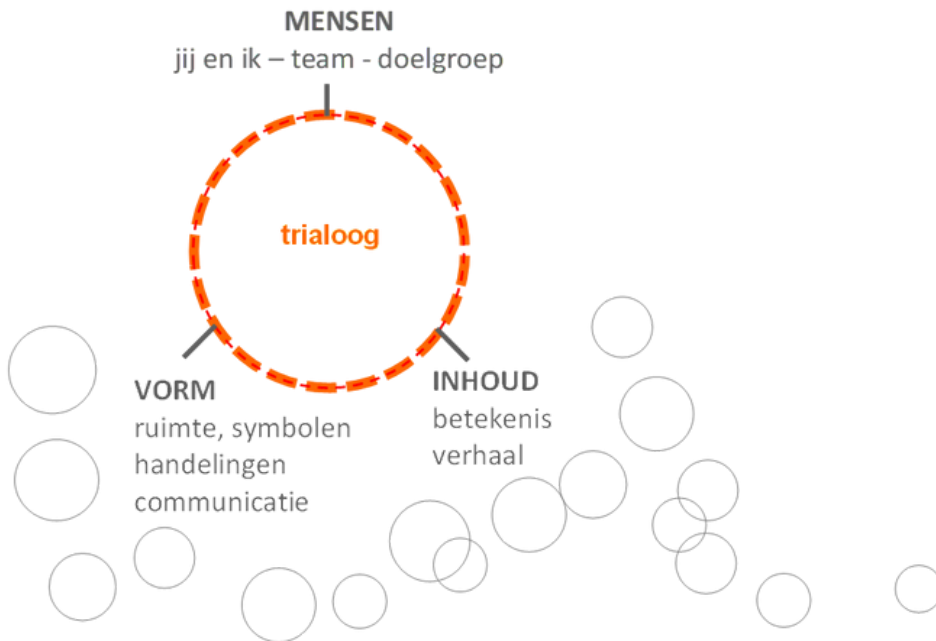 MENSEN
jij en ik – team - doelgroep
trialoog
VORM
ruimte, symbolen
handelingen
communicatie
INHOUD
betekenis
verhaal